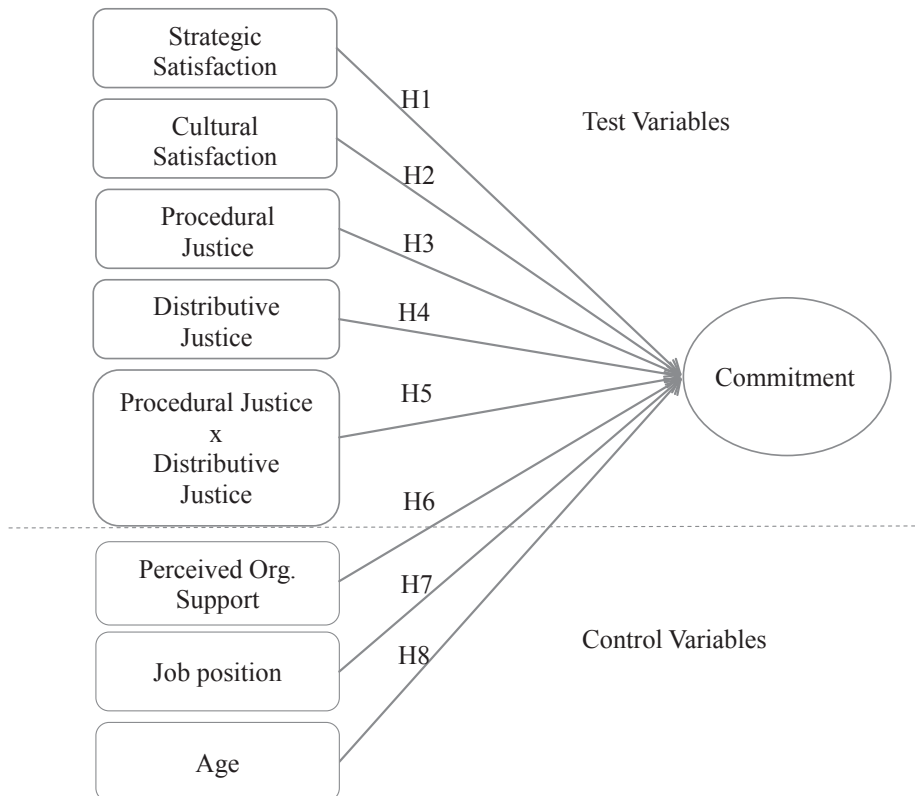 Strategic
Satisfaction
H1
Test Variables
Cultural
Satisfaction
H2
Procedural
Justice
H3
Distributive
Justice
H4
Commitment
Procedural Justice
x
Distributive
Justice
H5
H6
Perceived Org.
Support
H7
Control Variables
Job position
H8
Age